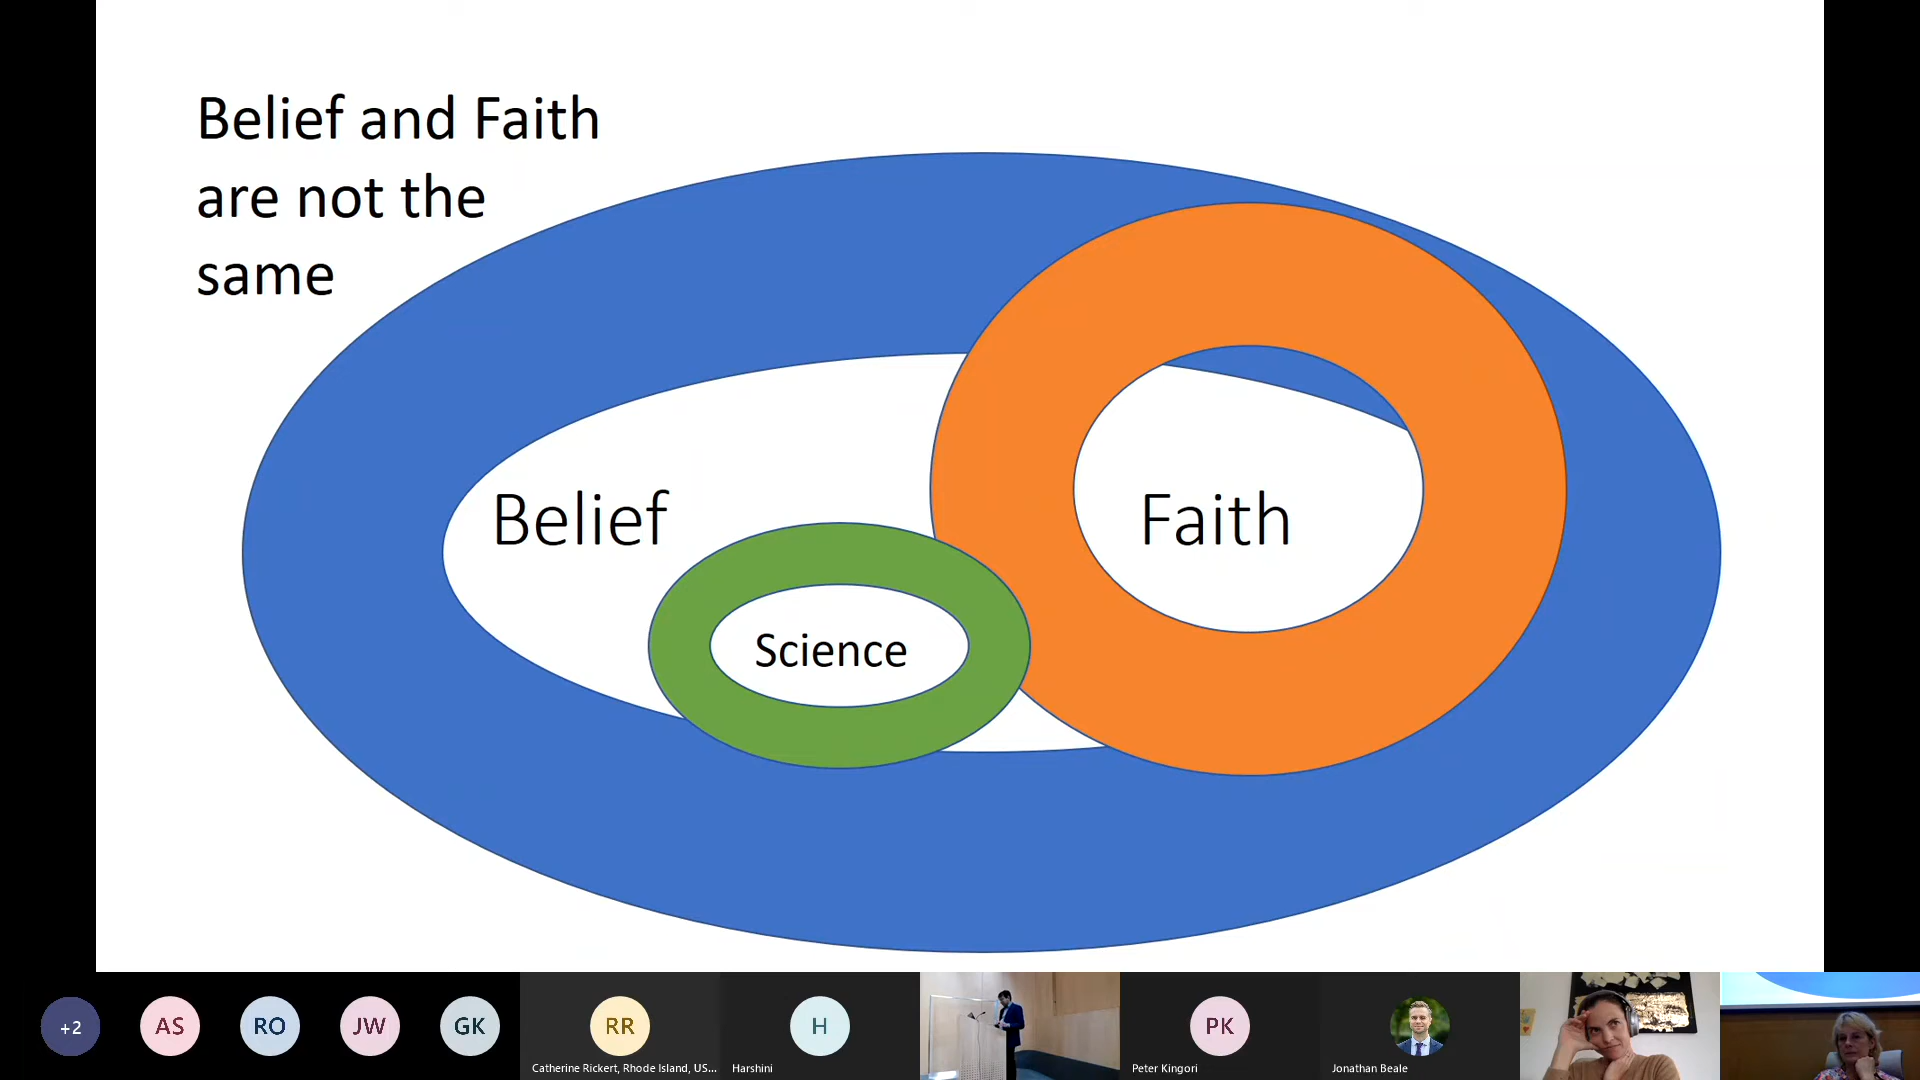 Belief and Faith
are not the
same
Belief
Faith
Science
+2
AS
RO
JW
GK
RR
H
PK
Catherine Rickert, Rhode Island, US...
Harshini
Peter Kingori
Jonathan Beale